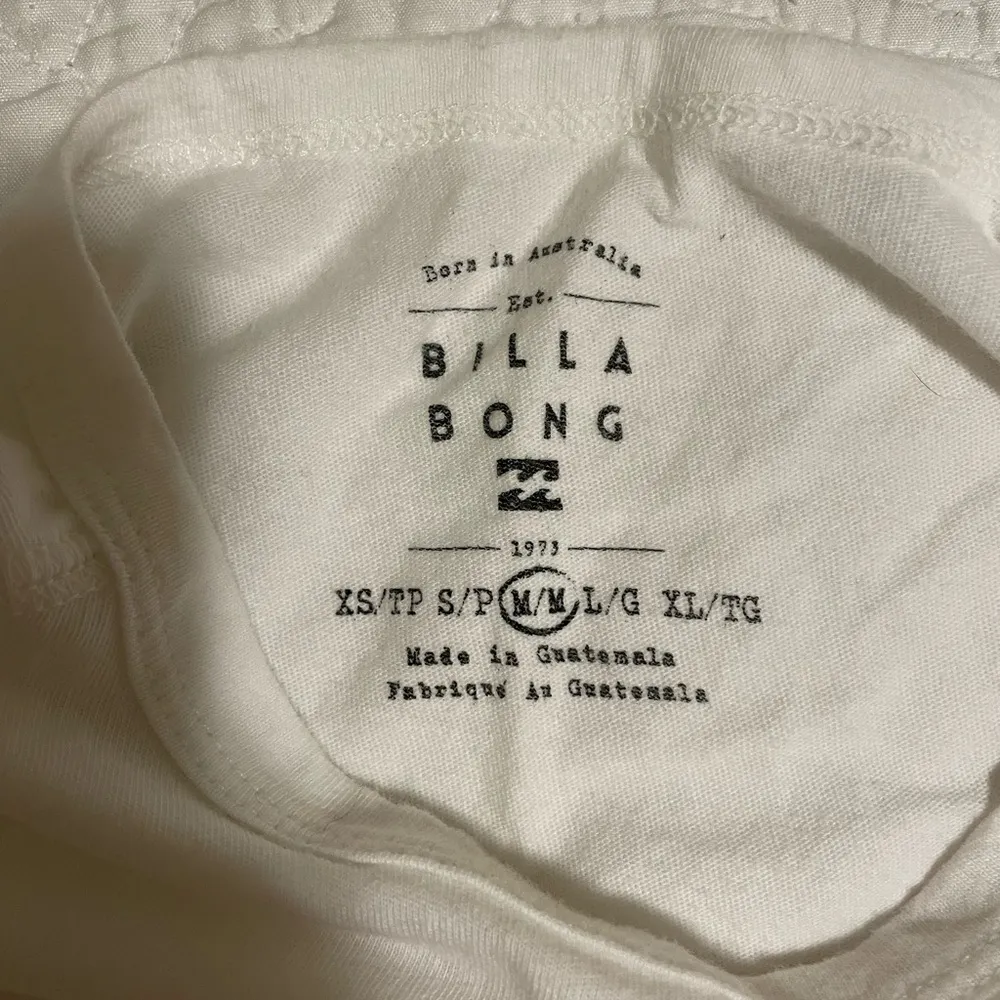 Born in Australia
Est.
BILLA
BONG
1973
XS/TP S/P M/M L/G XL/TG
Made in Guatemala
Fabriqué Au Guatemala